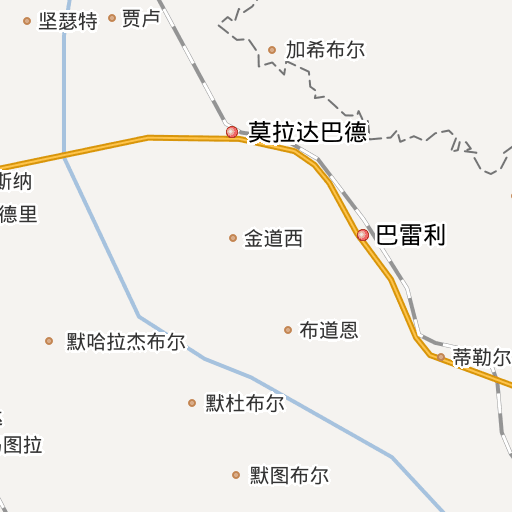 坚瑟特
贾卢
加希布尔
莫拉达巴德
斯纳
德里
金道西
巴雷利
布道恩
默哈拉杰布尔
蒂勒尔
默杜布尔
图拉
默图布尔